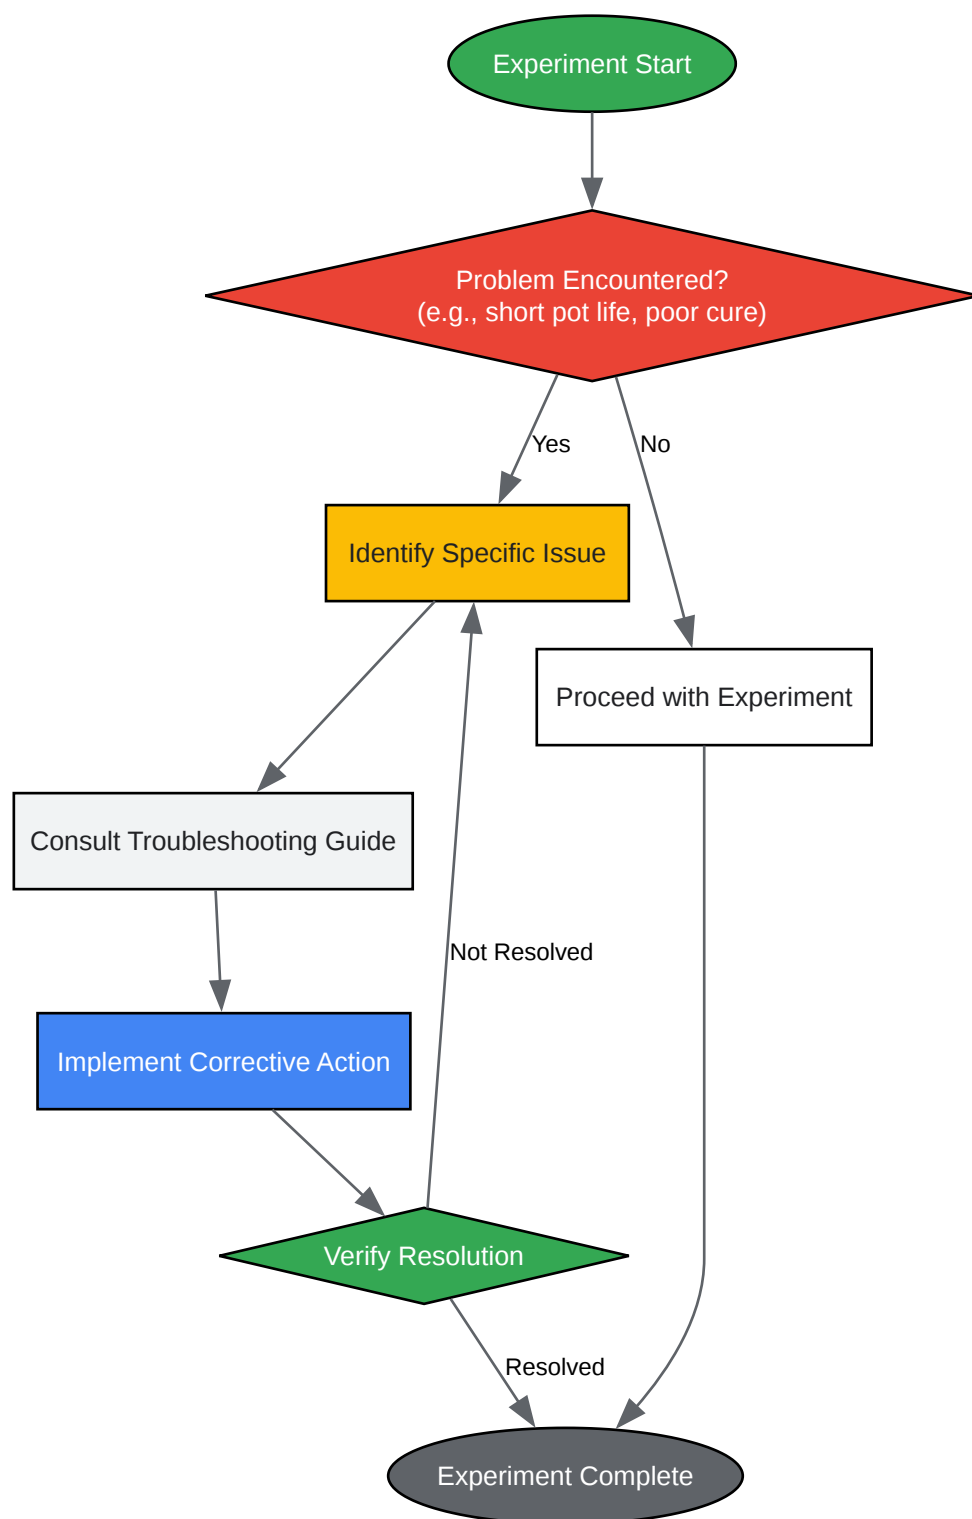 Experiment Start
Problem Encountered?
(e.g., short pot life, poor cure)
Yes
No
Identify Specific Issue
Proceed with Experiment
Consult Troubleshooting Guide
Not Resolved
Implement Corrective Action
Verify Resolution
Resolved
Experiment Complete